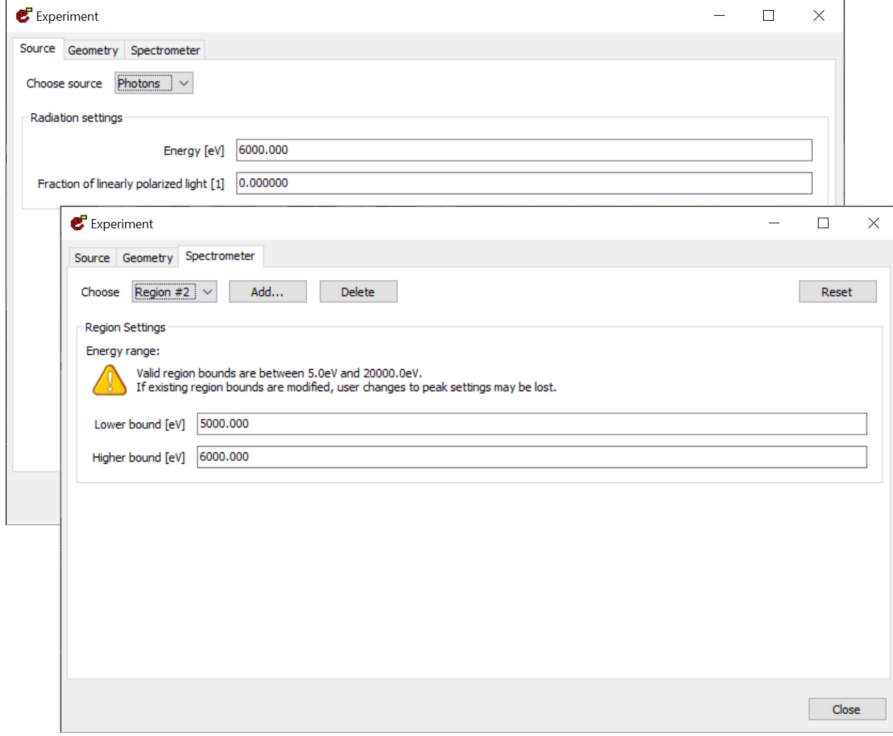 Experiment
Source Geometry Spectrometer
Choose source Photons
Radiation settings
Energy [eV] 6000.000
Fraction of linearly polarized light [1] 0.000000
Experiment
Source Geometry Spectrometer
Choose Region #2 Add... Delete Reset
Region Settings
Energy range:
Valid region bounds are between 5.0eV and 20000.0eV.
If existing region bounds are modified, user changes to peak settings may be lost.
Lower bound [eV] 5000.000
Higher bound [eV] 6000.000
Close